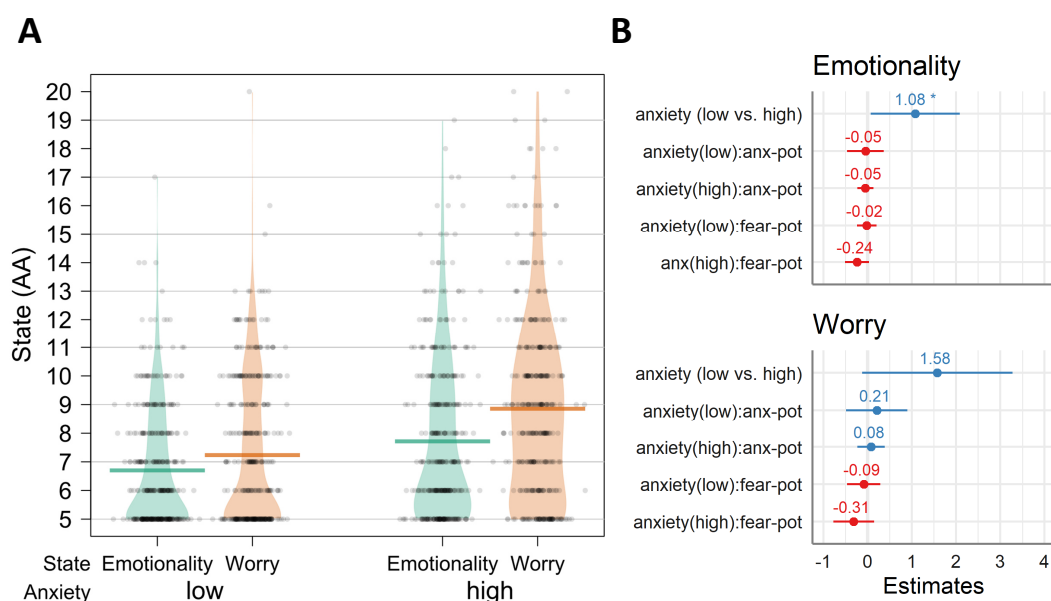 A
State (AA)
20
19
18
17
16
15
14
13
12
11
10
9
8
7
6
5
State Emotionality Worry Emotionality Worry
Anxiety low high
B
Emotionality
anxiety (low vs. high) 1.08 *
anxiety(low):anx-pot -0.05
anxiety(high):anx-pot -0.05
anxiety(low):fear-pot -0.02
anx(high):fear-pot -0.24
Worry
anxiety (low vs. high) 1.58
anxiety(low):anx-pot 0.21
anxiety(high):anx-pot 0.08
anxiety(low):fear-pot -0.09
anxiety(high):fear-pot -0.31
-1 0 1 2 3 4
Estimates